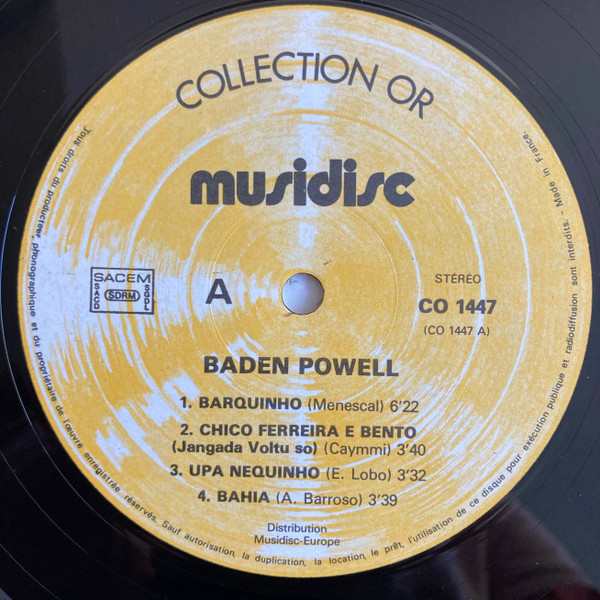 COLLECTION OR
musidisc
SACEM
SACD
SDRM
SGDL
A
STÉRÉO
CO 1447
(CO 1447 A)
BADEN POWELL
1. BARQUINHO (Menescal) 6'22
2. CHICO FERREIRA E BENTO
(Jangada Voltu sò) (Caymmi) 3'40
3. UPA NEQUINHO (E. Lobo) 3'32
4. BAHIA (A. Barroso) 3'39
Distribution
Musidisc-Europe
Tous droits du producteur phonographique et du propriétaire de l'œuvre enregistrée réservés. Sauf autorisation, la duplication, la location, le prêt, l'utilisation de ce disque pour exécution publique et radiodiffusion sont interdits. - Made in France.